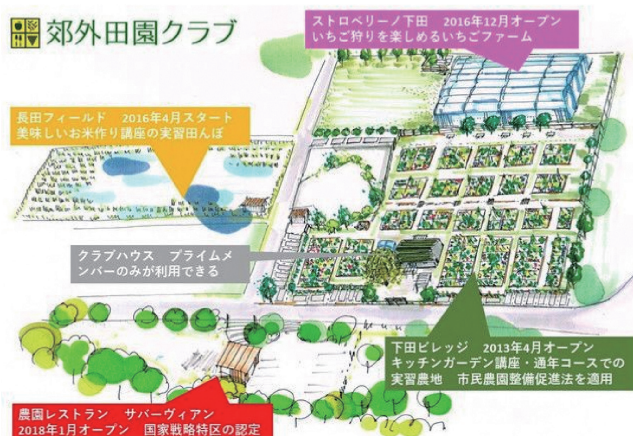 郊外田園クラブ
ストロベリーノ下田　2016年12月オープン
いちご狩りを楽しめるいちごファーム
長田フィールド　2016年4月スタート
美味しいお米作り講座の実習田んぼ
クラブハウス　プライムメ
ンバーのみが利用できる
下田ビレッジ　2013年4月オープン
キッチンガーデン講座・通年コースでの
実習農地　市民農園整備促進法を適用
農園レストラン　サバーヴィアン
2018年1月オープン　国家戦略特区の認定